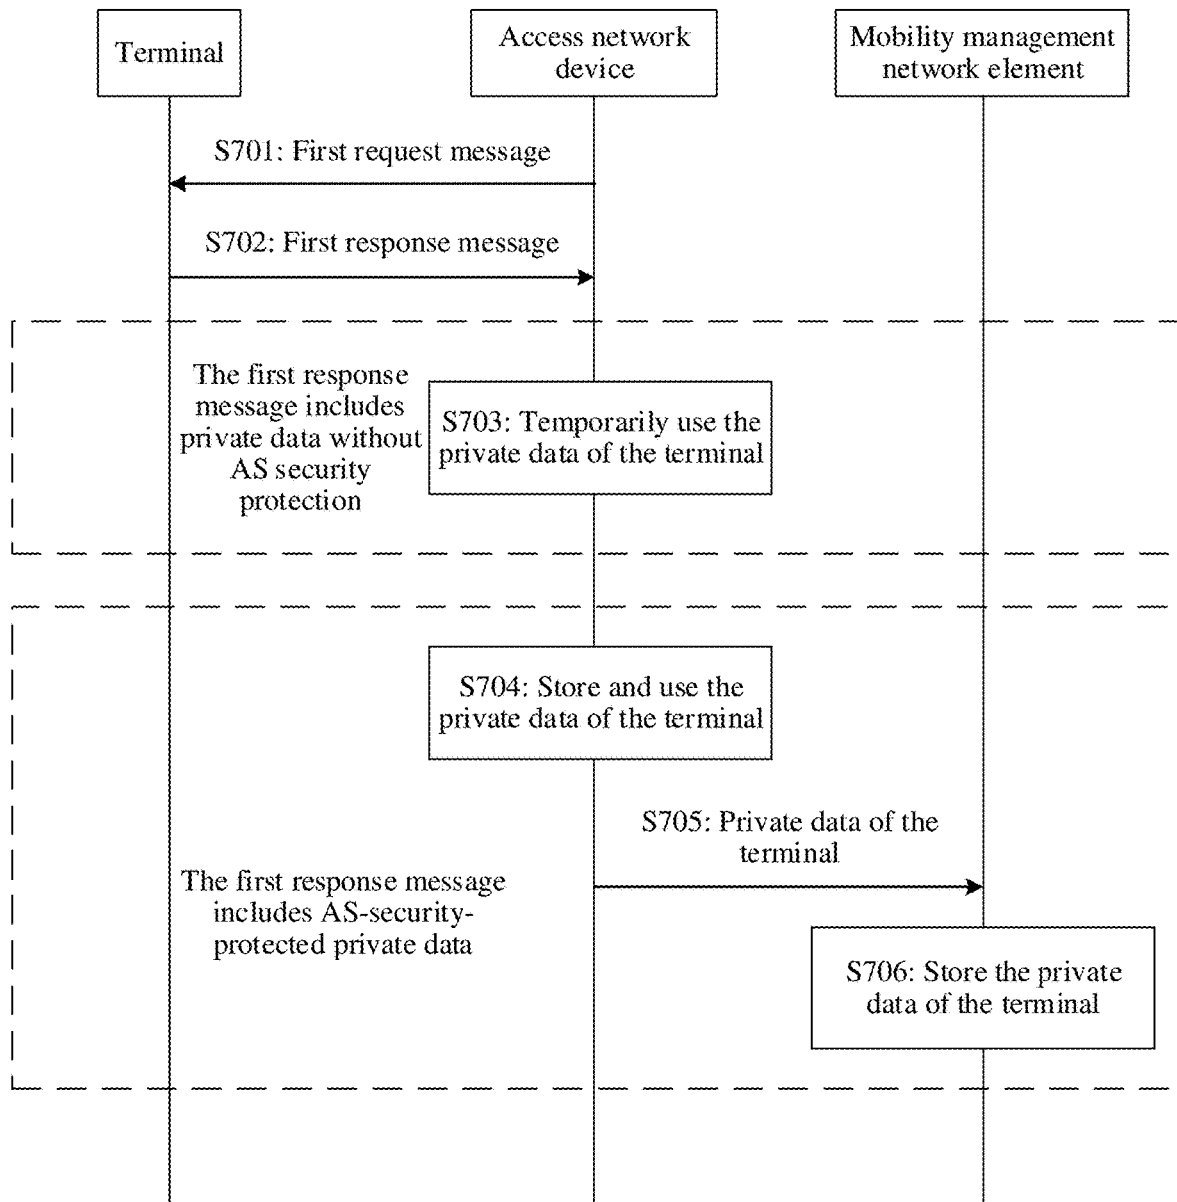 Terminal
Access network
device
Mobility management
network element
S701: First request message
S702: First response message
The first response
message includes
private data without
AS security
protection
S703: Temporarily use the
private data of the terminal
S704: Store and use the
private data of the terminal
S705: Private data of the
terminal
The first response message
includes AS-security-
protected private data
S706: Store the private
data of the terminal